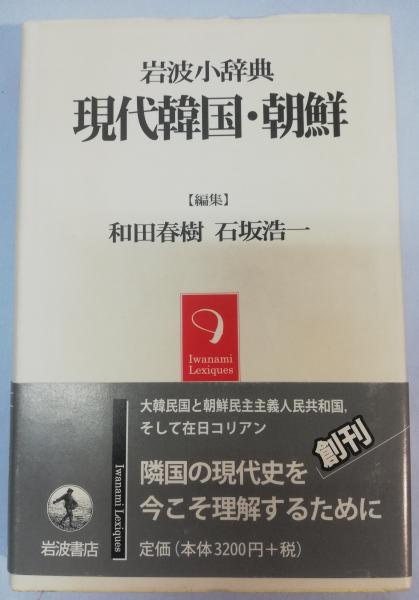 岩波小辞典
現代韓国・朝鮮
【編集】
和田春樹 石坂浩一
Iwanami
Lexiques
大韓民国と朝鮮民主主義人民共和国,
そして在日コリアン
創刊
隣国の現代史を
今こそ理解するために
定価(本体3200円+税)
Iwanami Lexiques
岩波書店